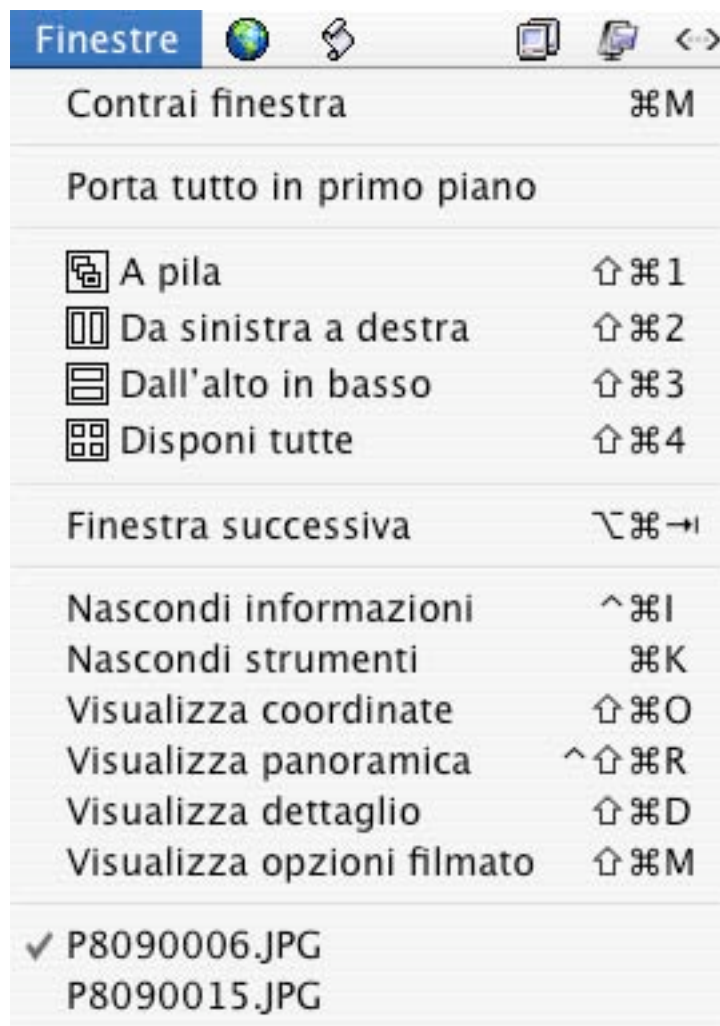 Finestre
Contrai finestra ⌘M
Porta tutto in primo piano
A pila ⇧⌘1
Da sinistra a destra ⇧⌘2
Dall'alto in basso ⇧⌘3
Disponi tutte ⇧⌘4
Finestra successiva ⌥⌘⇥
Nascondi informazioni ^⌘I
Nascondi strumenti ⌘K
Visualizza coordinate ⇧⌘O
Visualizza panoramica ^⇧⌘R
Visualizza dettaglio ⇧⌘D
Visualizza opzioni filmato ⇧⌘M
✓ P8090006.JPG
P8090015.JPG